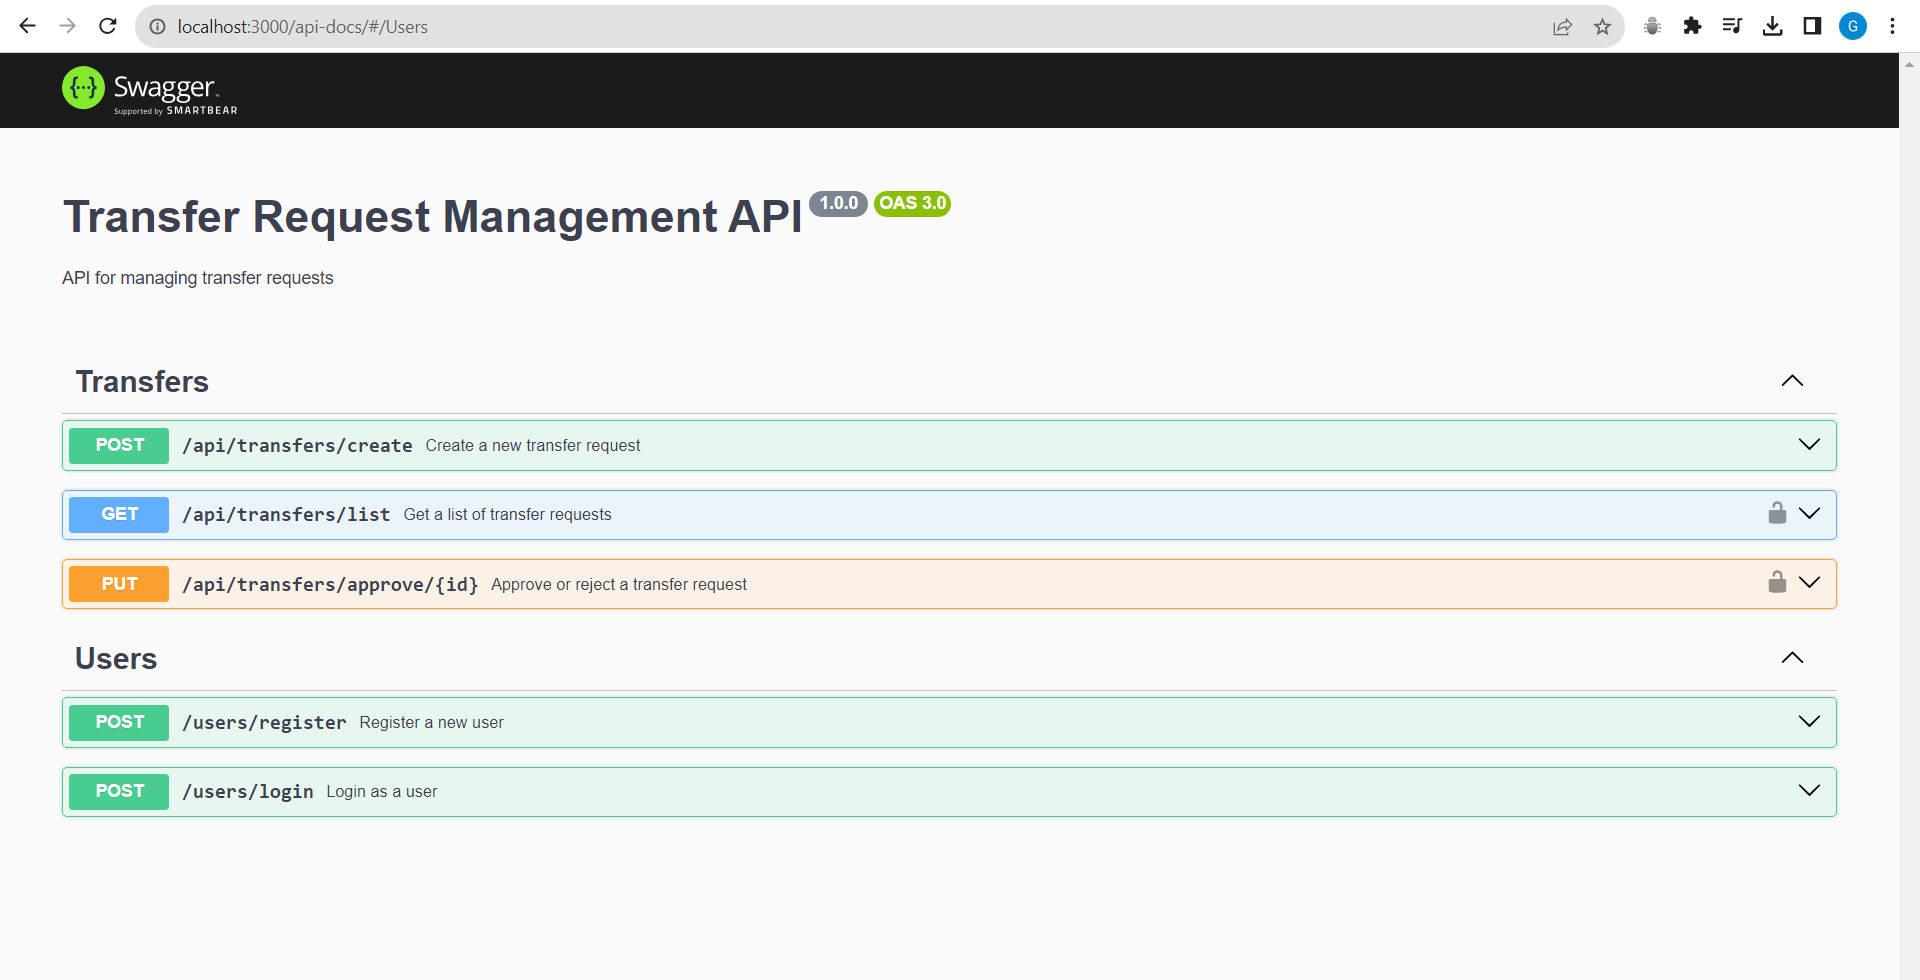 localhost:3000/api-docs/#/Users
G
{...} Swagger
Supported by SMARTBEAR
Transfer Request Management API 1.0.0 OAS 3.0
API for managing transfer requests
Transfers
POST /api/transfers/create Create a new transfer request
GET /api/transfers/list Get a list of transfer requests
PUT /api/transfers/approve/{id} Approve or reject a transfer request
Users
POST /users/register Register a new user
POST /users/login Login as a user